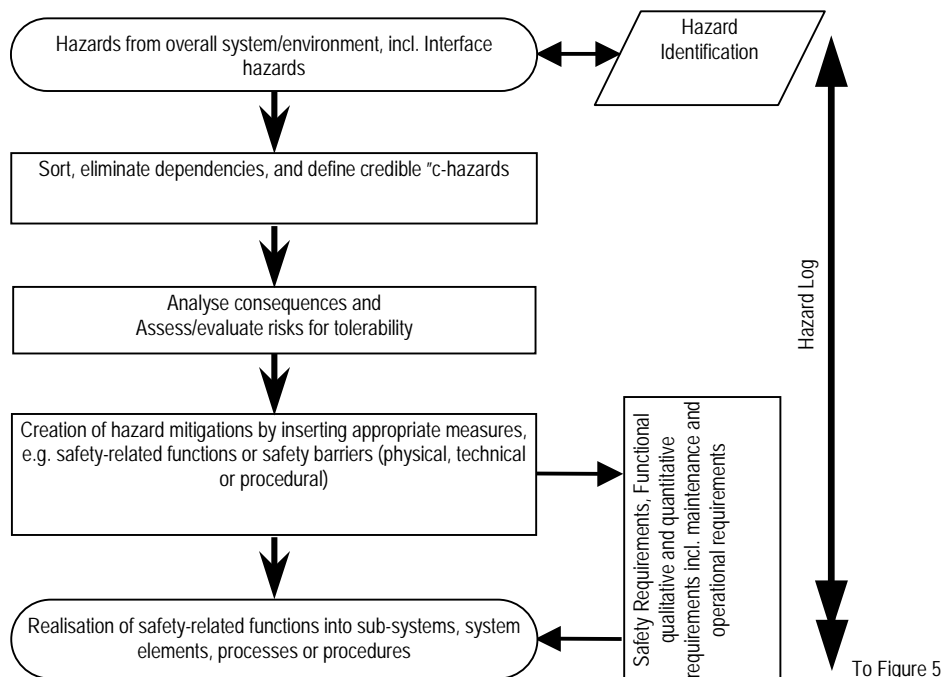 Hazards from overall system/environment, incl. Interface
hazards
Hazard
Identification
Sort, eliminate dependencies, and define credible "c-hazards
Analyse consequences and
Assess/evaluate risks for tolerability
Hazard Log
Creation of hazard mitigations by inserting appropriate measures,
e.g. safety-related functions or safety barriers (physical, technical
or procedural)
Safety Requirements, Functional
qualitative and quantitative
requirements incl. maintenance and
operational requirements
Realisation of safety-related functions into sub-systems, system
elements, processes or procedures
To Figure 5